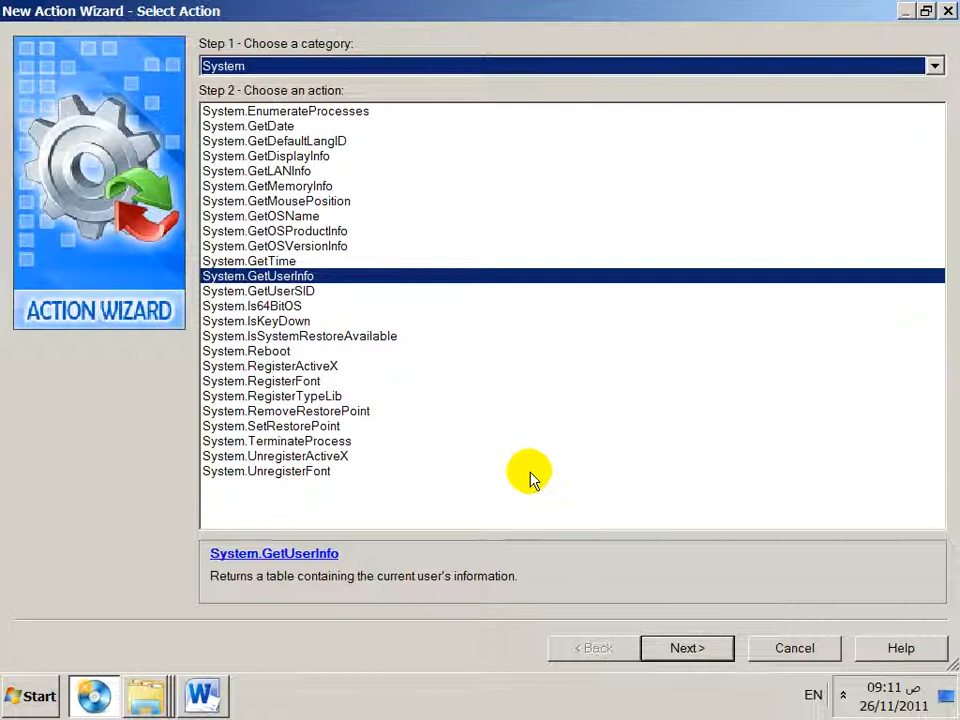 New Action Wizard - Select Action
Step 1 - Choose a category:
System
Step 2 - Choose an action:
System.EnumerateProcesses
System.GetDate
System.GetDefaultLangID
System.GetDisplayInfo
System.GetLANInfo
System.GetMemoryInfo
System.GetMousePosition
System.GetOSName
System.GetOSProductInfo
System.GetOSVersionInfo
System.GetTime
System.GetUserInfo
System.GetUserSID
System.Is64BitOS
System.IsKeyDown
System.IsSystemRestoreAvailable
System.Reboot
System.RegisterActiveX
System.RegisterFont
System.RegisterTypeLib
System.RemoveRestorePoint
System.SetRestorePoint
System.TerminateProcess
System.UnregisterActiveX
System.UnregisterFont
ACTION WIZARD
System.GetUserInfo
Returns a table containing the current user's information.
< Back
Next >
Cancel
Help
Start
W
EN
09:11 ص
26/11/2011